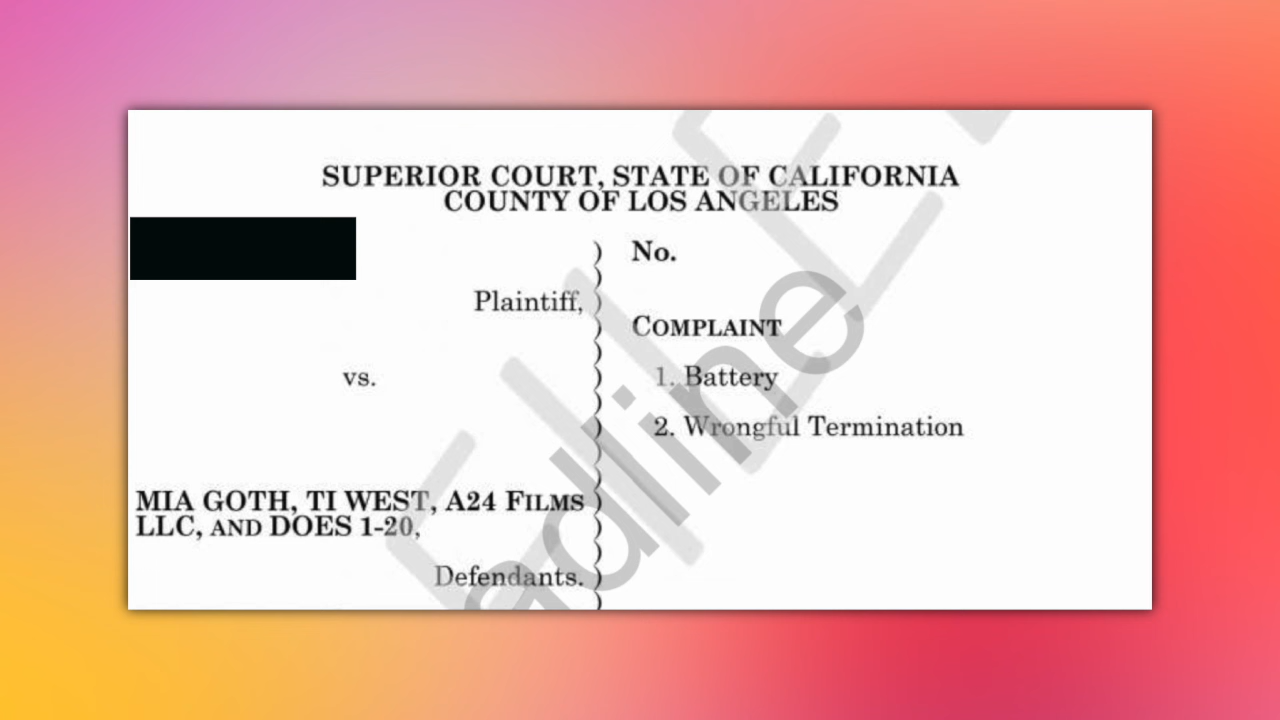 SUPERIOR COURT, STATE OF CALIFORNIA
COUNTY OF LOS ANGELES
Plaintiff,
vs.
MIA GOTH, TI WEST, A24 FILMS
LLC, AND DOES 1-20,
Defendants.
No.
COMPLAINT
1. Battery
2. Wrongful Termination
adline